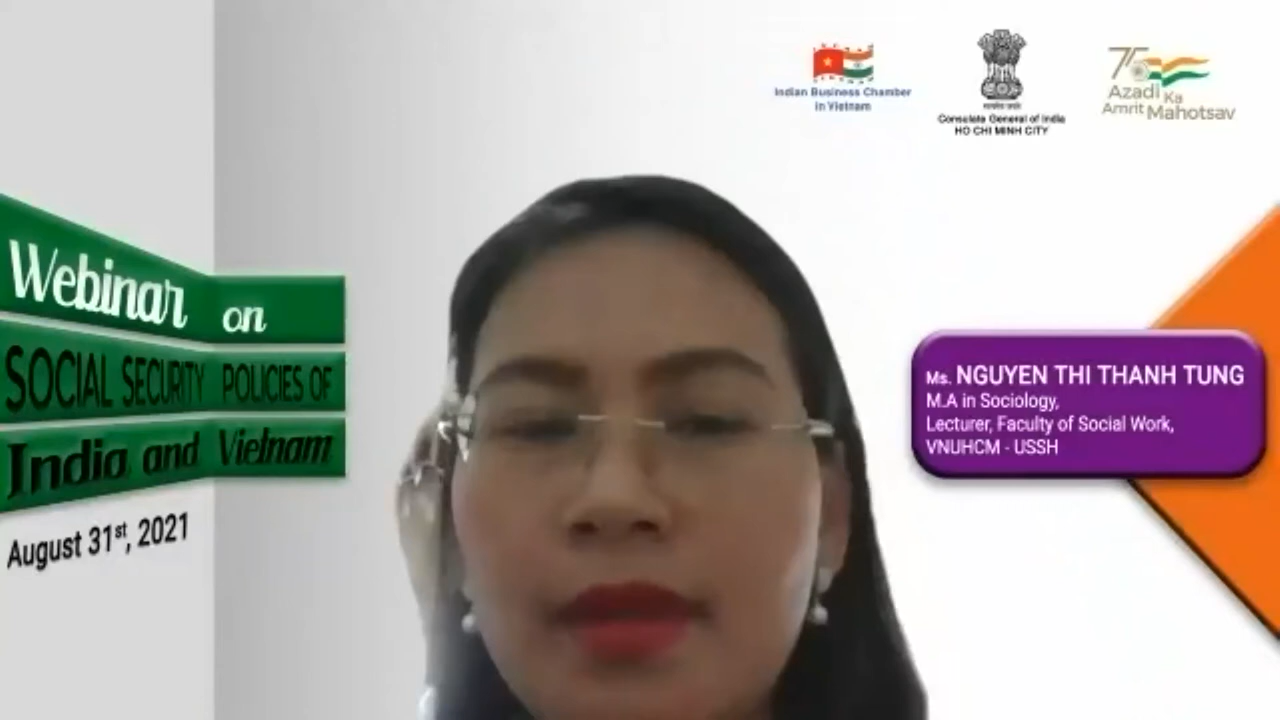 Indian Business Chamber
in Vietnam
Consulate General of India
HO CHI MINH CITY
75
Azadi Ka
Amrit Mahotsav
Webinar on
SOCIAL SECURITY POLICIES OF
India and Vietnam
August 31st, 2021
Ms. NGUYEN THI THANH TUNG
M.A in Sociology,
Lecturer, Faculty of Social Work,
VNUHCM - USSH